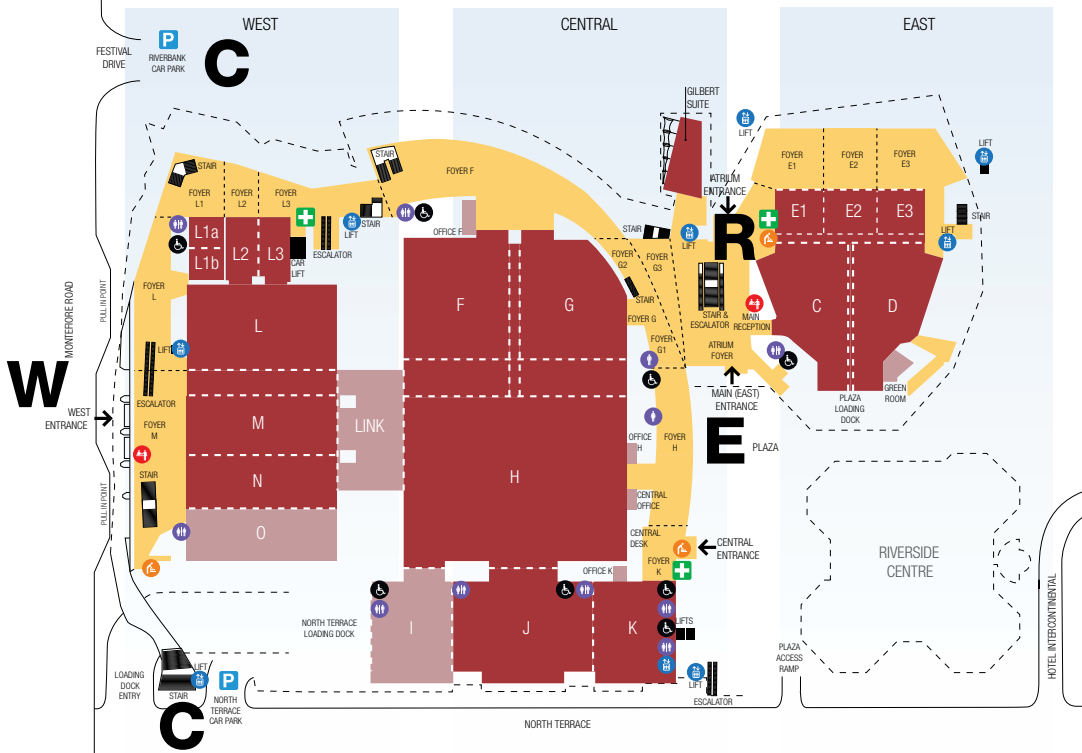 WEST
CENTRAL
EAST
FESTIVAL
DRIVE
P
RIVERBANK
CAR PARK
C
GILBERT
SUITE
LIFT
STAIR
FOYER
L1
FOYER
L2
FOYER
L3
STAIR
FOYER F
ATRIUM
ENTRANCE
FOYER
E1
FOYER
E2
FOYER
E3
LIFT
L1a
L1b
L2
L3
CAR
LIFT
ESCALATOR
LIFT
STAIR
OFFICE F
STAIR
LIFT
R
E1
E2
E3
STAIR
LIFT
FOYER
G2
FOYER
G3
STAIR
FOYER G
FOYER
G1
STAIR &
ESCALATOR
MAIN
RECEPTION
ATRIUM
FOYER
MONTEFIORE ROAD
PULL IN POINT
FOYER
L
L
F
G
C
D
LIFT
ESCALATOR
W
WEST
ENTRANCE
FOYER
M
M
LINK
MAIN (EAST)
ENTRANCE
E
PLAZA
PLAZA
LOADING
DOCK
GREEN
ROOM
OFFICE
H
FOYER
H
STAIR
PULL IN POINT
N
H
CENTRAL
OFFICE
O
CENTRAL
DESK
CENTRAL
ENTRANCE
FOYER
K
OFFICE K
RIVERSIDE
CENTRE
NORTH TERRACE
LOADING DOCK
I
J
K
LIFTS
LOADING
DOCK
ENTRY
LIFT
STAIR
C
P
NORTH
TERRACE
CAR PARK
LIFT
ESCALATOR
PLAZA
ACCESS
RAMP
HOTEL INTERCONTINENTAL
NORTH TERRACE